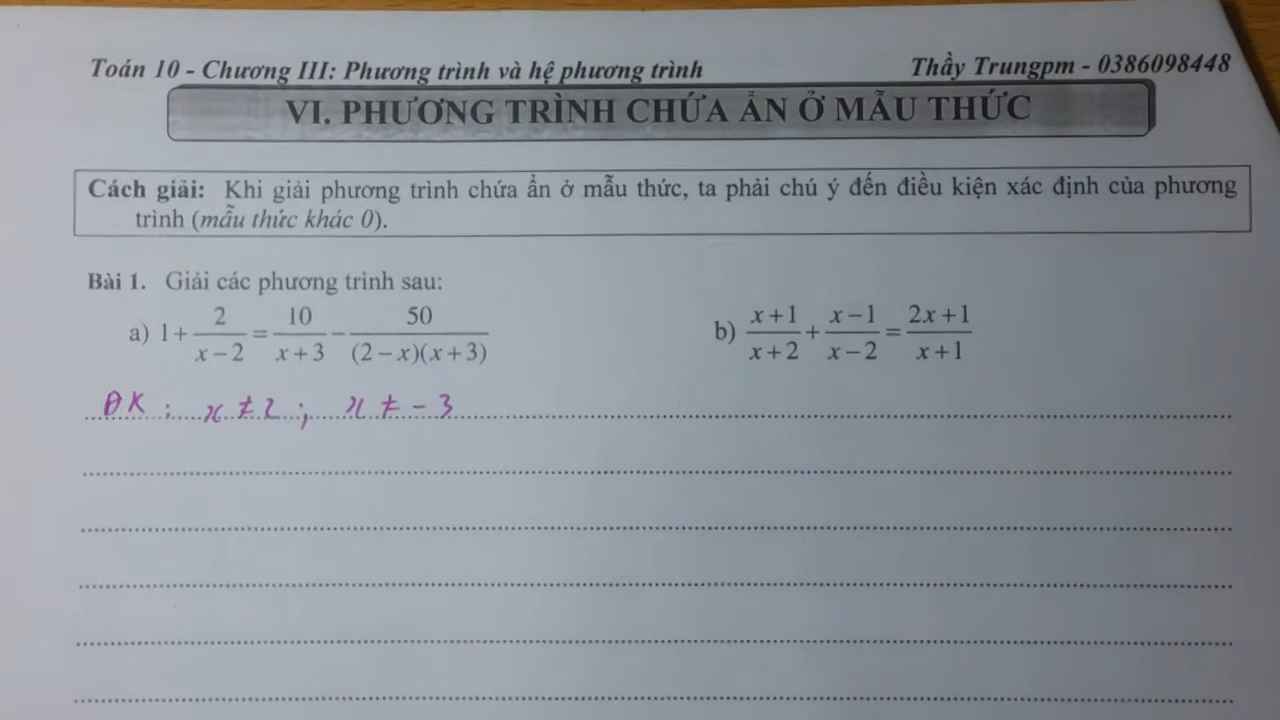 Toán 10 - Chương III: Phương trình và hệ phương trình Thầy Trungpm - 0386098448
VI. PHƯƠNG TRÌNH CHỨA ẨN Ở MẪU THỨC
Cách giải: Khi giải phương trình chứa ẩn ở mẫu thức, ta phải chú ý đến điều kiện xác định của phương
trình (mẫu thức khác 0).
Bài 1. Giải các phương trình sau:
a) 1 + 2/(x − 2) = 10/(x + 3) − 50/((2 − x)(x + 3)) b) (x + 1)/(x + 2) + (x − 1)/(x − 2) = (2x + 1)/(x + 1)
ĐK : x ≠ 2 ; x ≠ - 3